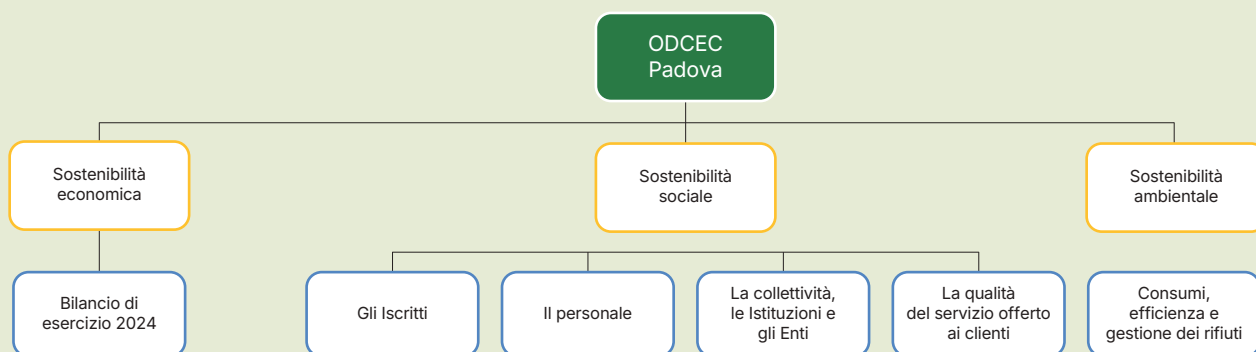 ODCEC
Padova
Sostenibilità
economica
Sostenibilità
sociale
Sostenibilità
ambientale
Bilancio di
esercizio 2024
Gli Iscritti
Il personale
La collettività,
le Istituzioni e
gli Enti
La qualità
del servizio offerto
ai clienti
Consumi,
efficienza e
gestione dei rifiuti